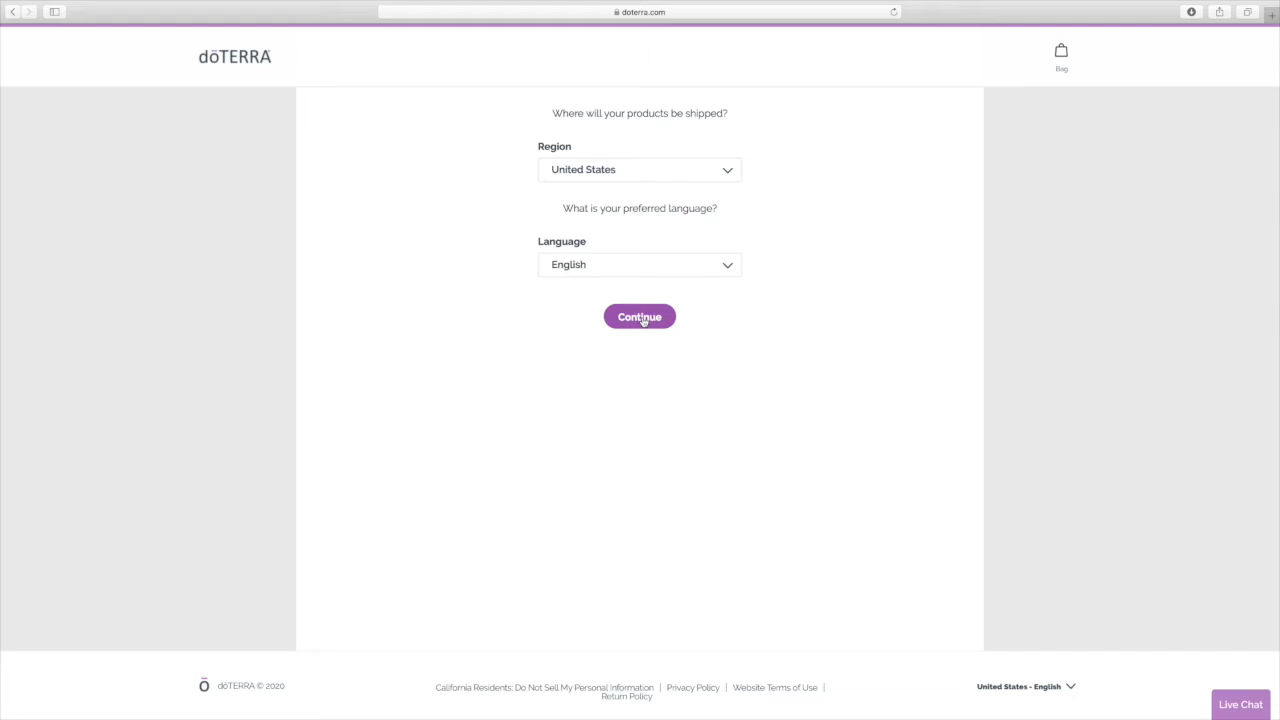 doterra.com
dōTERRA
Bag
Where will your products be shipped?
Region
United States
What is your preferred language?
Language
English
Continue
ō dōTERRA © 2020
California Residents: Do Not Sell My Personal Information | Privacy Policy | Website Terms of Use |
Return Policy
United States - English
Live Chat